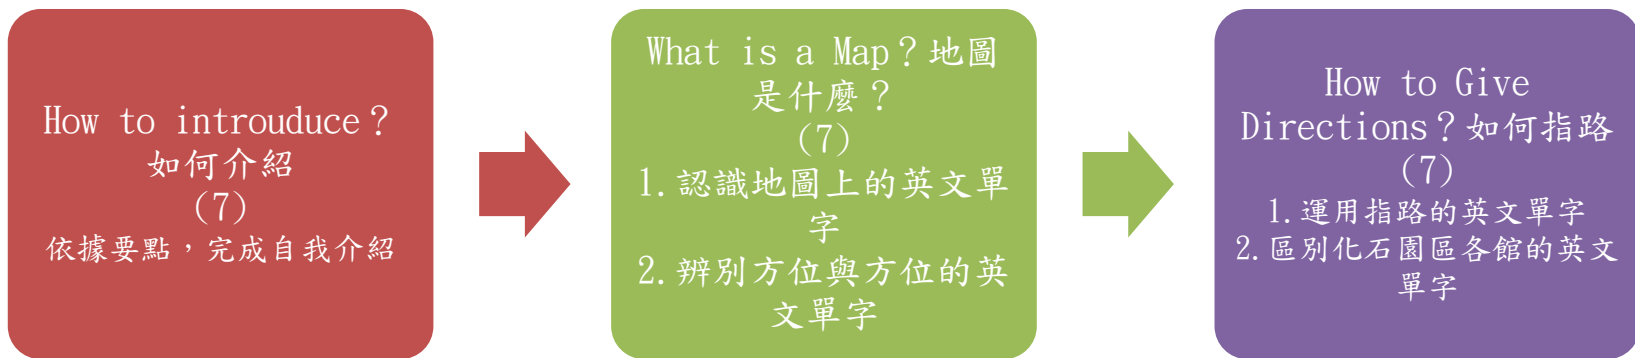 How to introuduce？
如何介紹
(7)
依據要點，完成自我介紹
What is a Map？地圖
是什麼？
(7)
1.認識地圖上的英文單
字
2.辨別方位與方位的英
文單字
How to Give
Directions？如何指路
(7)
1.運用指路的英文單字
2.區別化石園區各館的英文
單字